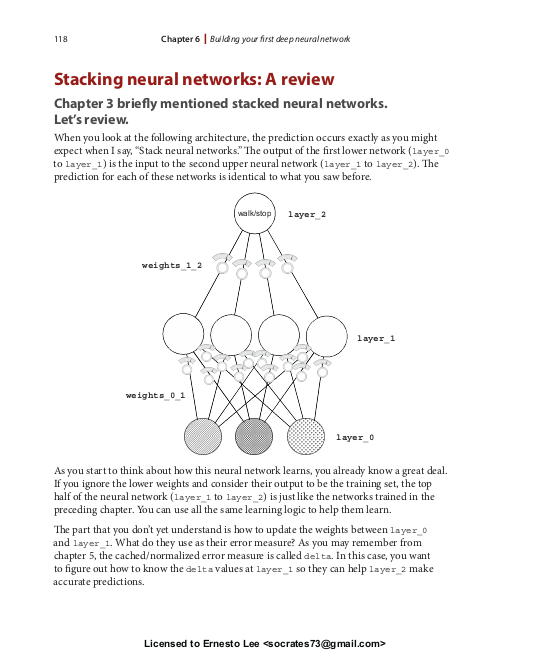 118
Chapter 6 | Building your first deep neural network
Stacking neural networks: A review
Chapter 3 briefly mentioned stacked neural networks.
Let's review.
When you look at the following architecture, the prediction occurs exactly as you might
expect when I say, “Stack neural networks.” The output of the first lower network (layer_0
to layer_1) is the input to the second upper neural network (layer_1 to layer_2). The
prediction for each of these networks is identical to what you saw before.
walk/stop
layer_2
weights_1_2
layer_1
weights_0_1
layer_0
As you start to think about how this neural network learns, you already know a great deal.
If you ignore the lower weights and consider their output to be the training set, the top
half of the neural network (layer_1 to layer_2) is just like the networks trained in the
preceding chapter. You can use all the same learning logic to help them learn.
The part that you don't yet understand is how to update the weights between layer_0
and layer_1. What do they use as their error measure? As you may remember from
chapter 5, the cached/normalized error measure is called delta. In this case, you want
to figure out how to know the delta values at layer_1 so they can help layer_2 make
accurate predictions.
Licensed to Ernesto Lee <socrates73@gmail.com>